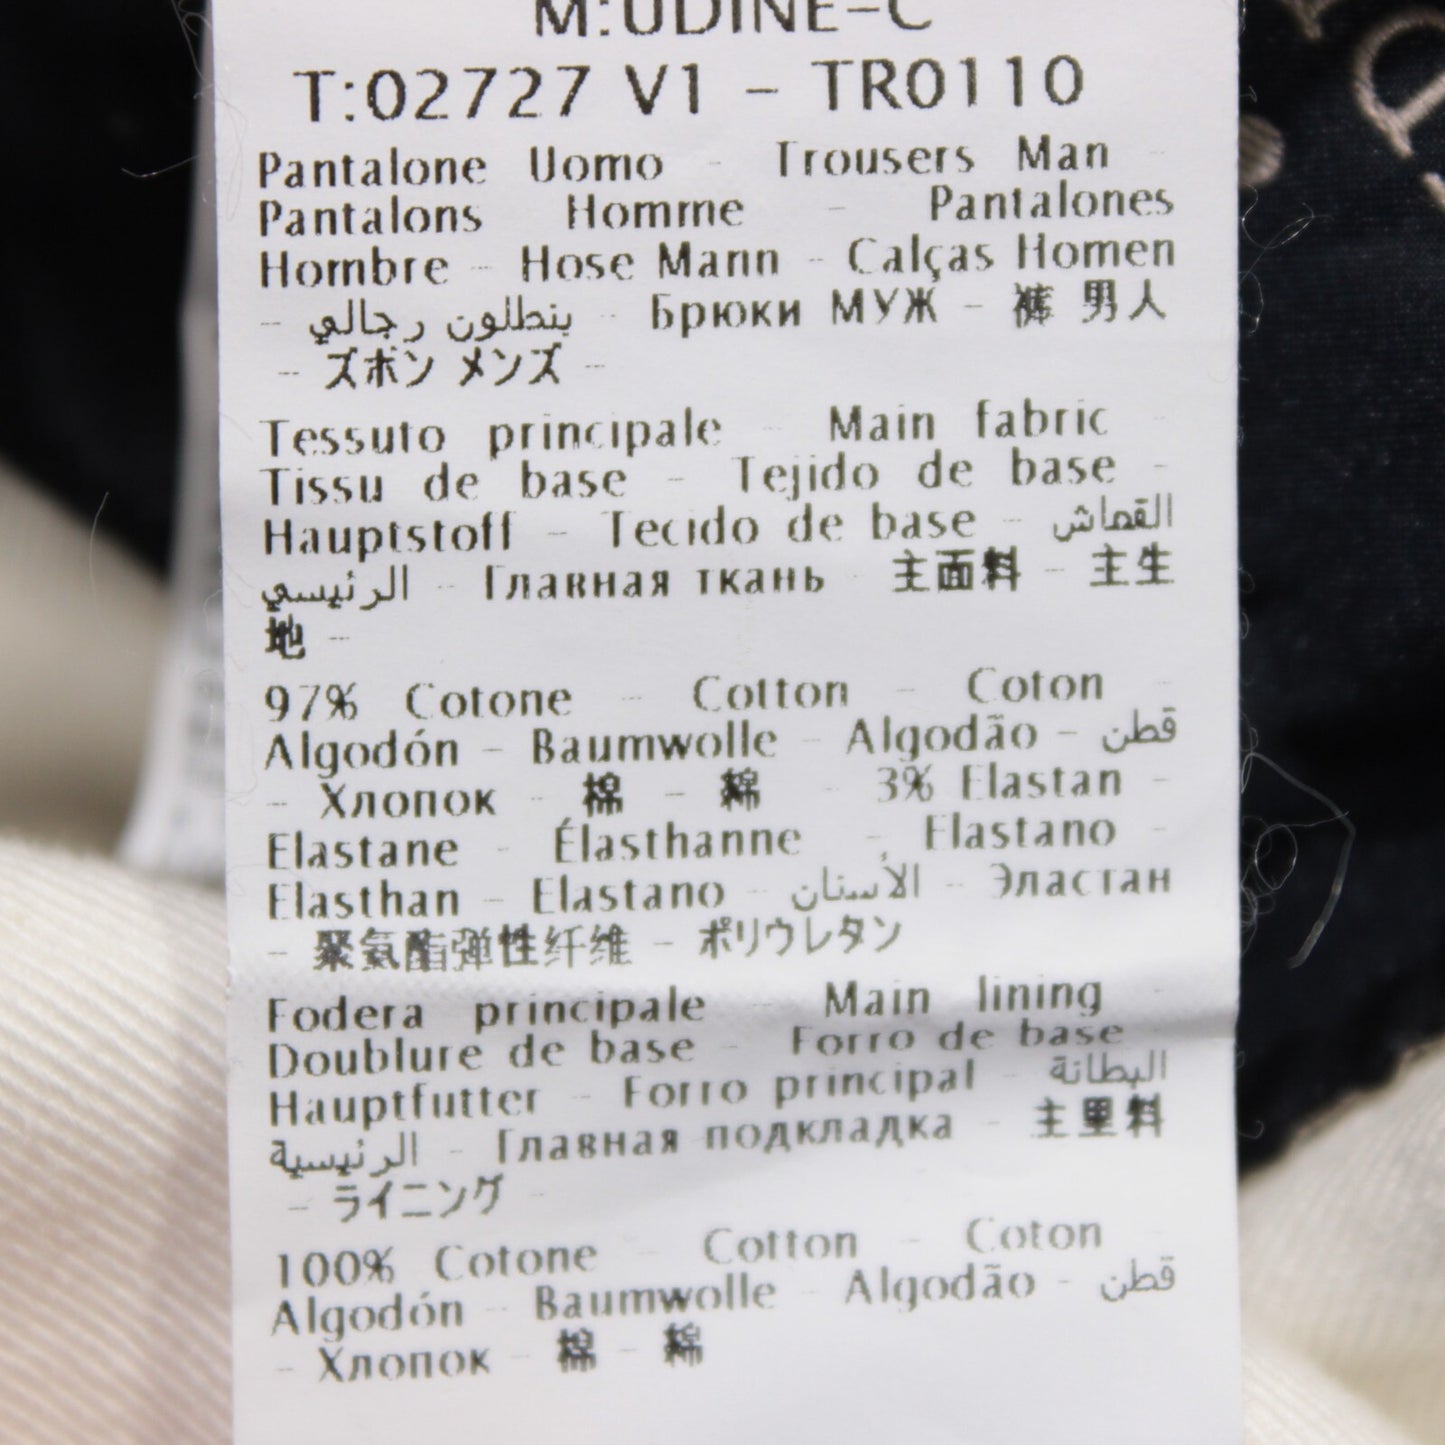 M:UDINE-C
T:02727 V1 - TR0110
Pantalone Uomo - Trousers Man -
Pantalons Homme - Pantalones
Hombre - Hose Mann - Calças Homen
- بنطلون رجالي - Брюки МУЖ - 裤 男人
- ズボン メンズ -
Tessuto principale - Main fabric -
Tissu de base - Tejido de base -
Hauptstoff - Tecido de base - القماش
الرئيسي - Главная ткань - 主面料 - 主生
地 -
97% Cotone - Cotton - Coton -
Algodón - Baumwolle - Algodão - قطن
- Хлопок - 棉 - 綿 - 3% Elastan -
Elastane - Élasthanne - Elastano -
Elasthan - Elastano - الأستان - Эластан
- 聚氨酯弹性纤维 - ポリウレタン
Fodera principale - Main lining -
Doublure de base - Forro de base -
Hauptfutter - Forro principal - البطانة
الرئيسية - Главная подкладка - 主里料
- ライニング -
100% Cotone - Cotton - Coton -
Algodón - Baumwolle - Algodão - قطن
- Хлопок - 棉 - 綿